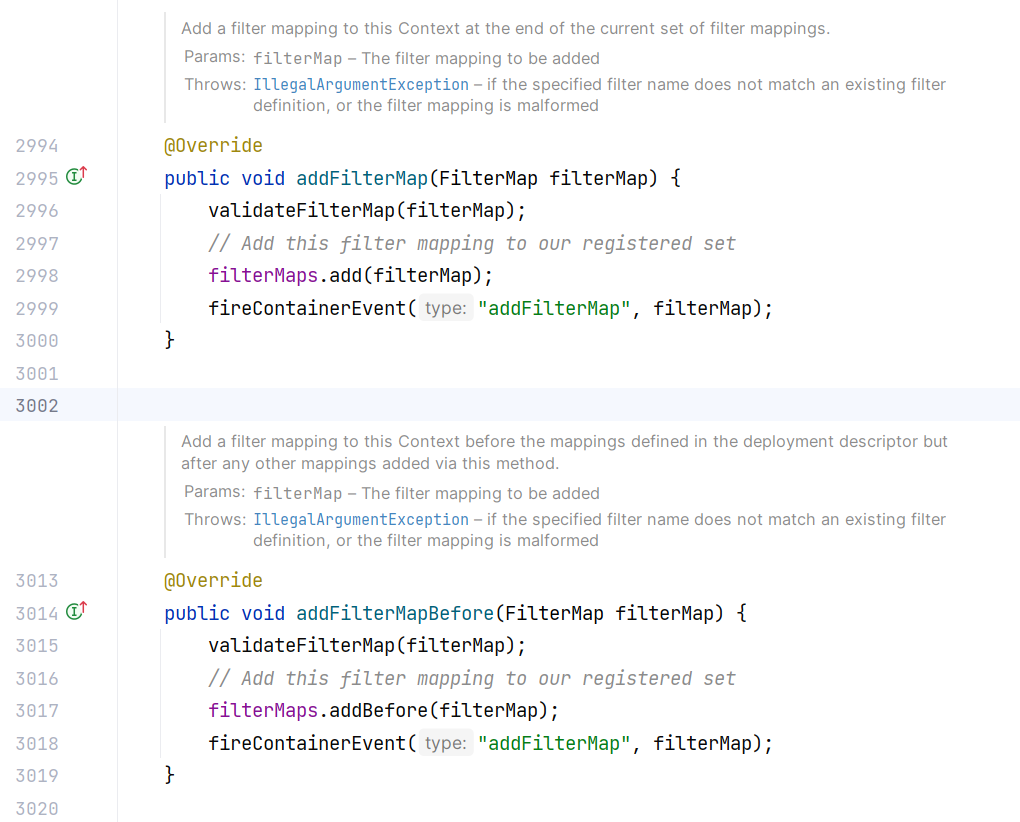 Add a filter mapping to this Context at the end of the current set of filter mappings.
Params: filterMap – The filter mapping to be added
Throws: IllegalArgumentException – if the specified filter name does not match an existing filter
definition, or the filter mapping is malformed
2994 @Override
2995 public void addFilterMap(FilterMap filterMap) {
2996 validateFilterMap(filterMap);
2997 // Add this filter mapping to our registered set
2998 filterMaps.add(filterMap);
2999 fireContainerEvent( type: "addFilterMap", filterMap);
3000 }
3001
3002
Add a filter mapping to this Context before the mappings defined in the deployment descriptor but
after any other mappings added via this method.
Params: filterMap – The filter mapping to be added
Throws: IllegalArgumentException – if the specified filter name does not match an existing filter
definition, or the filter mapping is malformed
3013 @Override
3014 public void addFilterMapBefore(FilterMap filterMap) {
3015 validateFilterMap(filterMap);
3016 // Add this filter mapping to our registered set
3017 filterMaps.addBefore(filterMap);
3018 fireContainerEvent( type: "addFilterMap", filterMap);
3019 }
3020